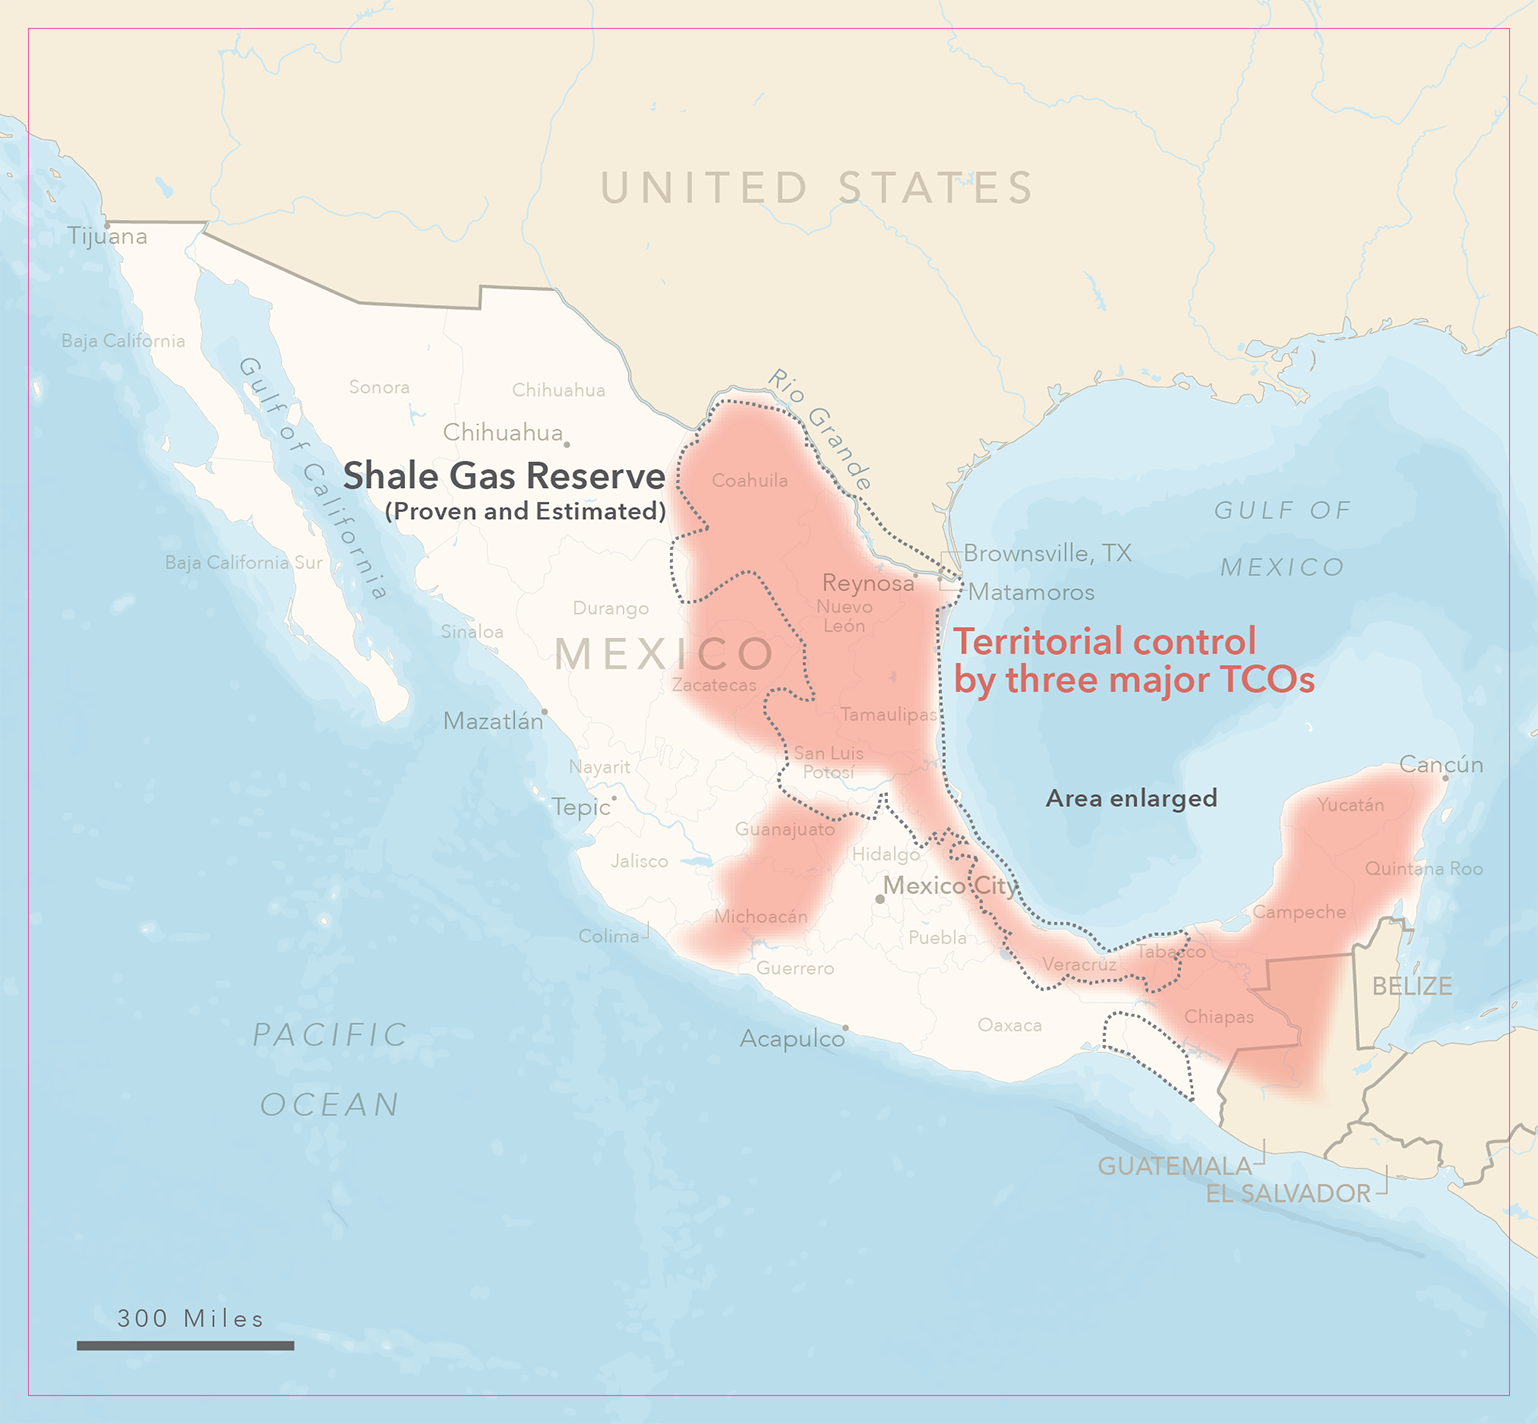 UNITED STATES
Tijuana
Baja California
Gulf of California
Sonora
Chihuahua
Chihuahua
Rio Grande
Shale Gas Reserve
(Proven and Estimated)
Coahuila
GULF OF
MEXICO
Baja California Sur
Brownsville, TX
Reynosa
Matamoros
Durango
Nuevo
León
Sinaloa
MEXICO
Territorial control
by three major TCOs
Zacatecas
Mazatlán
Tamaulipas
San Luis
Potosí
Nayarit
Cancún
Tepic
Area enlarged
Yucatán
Guanajuato
Jalisco
Hidalgo
Quintana Roo
Mexico City
Michoacán
Campeche
Colima
Puebla
Tabasco
Veracruz
Guerrero
BELIZE
Chiapas
Oaxaca
PACIFIC
OCEAN
Acapulco
GUATEMALA
EL SALVADOR
300 Miles